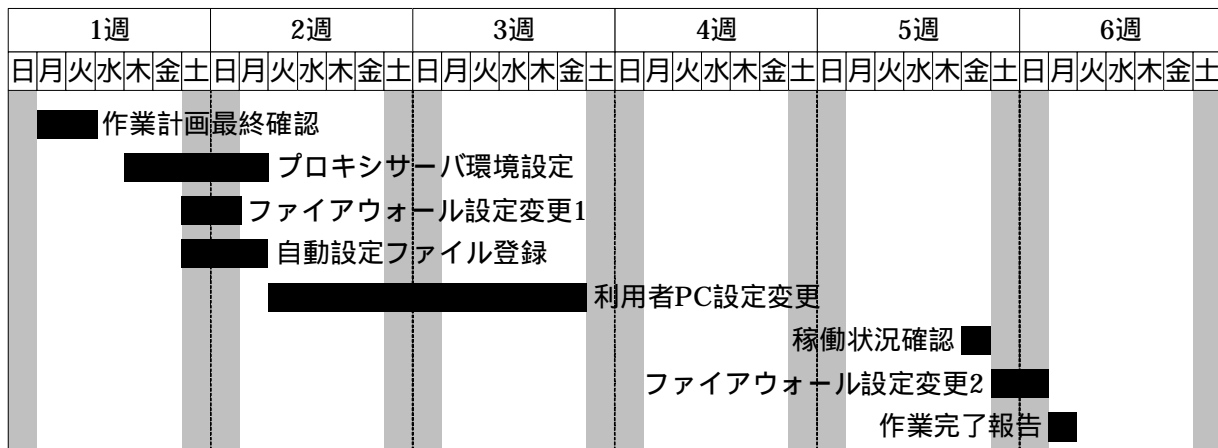 1週 2週 3週 4週 5週 6週
日月火水木金土日月火水木金土日月火水木金土日月火水木金土日月火水木金土日月火水木金土
作業計画最終確認
プロキシサーバ環境設定
ファイアウォール設定変更1
自動設定ファイル登録
利用者PC設定変更
稼働状況確認
ファイアウォール設定変更2
作業完了報告